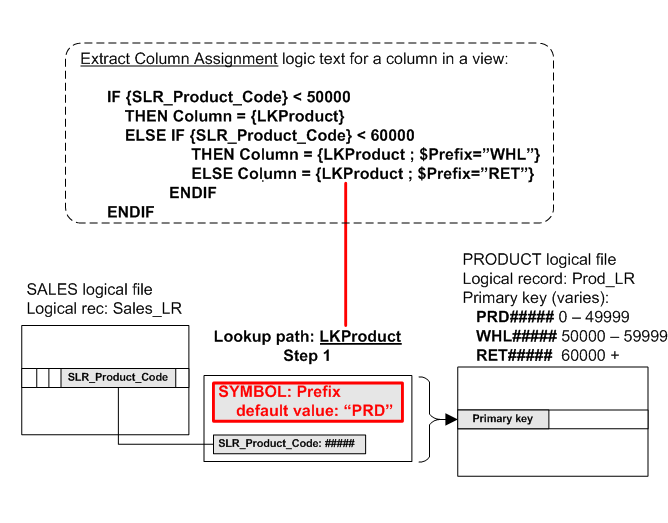 Extract Column Assignment logic text for a column in a view:
IF {SLR_Product_Code} < 50000
THEN Column = {LKProduct}
ELSE IF {SLR_Product_Code} < 60000
THEN Column = {LKProduct ; $Prefix=”WHL”}
ELSE Column = {LKProduct ; $Prefix=”RET”}
ENDIF
ENDIF
SALES logical file
Logical rec: Sales_LR
SLR_Product_Code
Lookup path: LKProduct
Step 1
SYMBOL: Prefix
default value: “PRD”
SLR_Product_Code: #####
PRODUCT logical file
Logical record: Prod_LR
Primary key (varies):
PRD##### 0 – 49999
WHL##### 50000 – 59999
RET##### 60000 +
Primary key